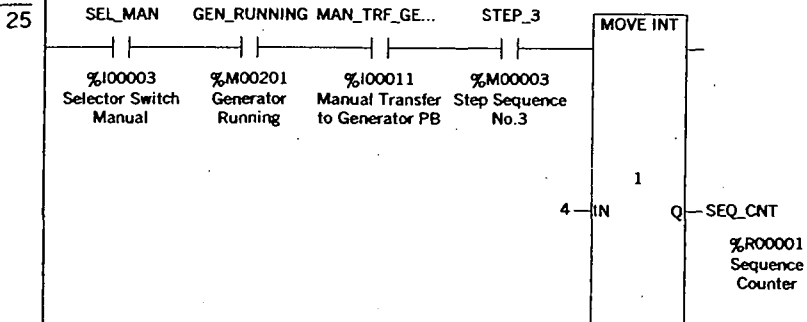 25
SEL_MAN GEN_RUNNING MAN_TRF_GE... STEP_3
MOVE INT
%I00003 %M00201 %I00011 %M00003
Selector Switch Generator Manual Transfer Step Sequence
Manual Running to Generator PB No.3
1
4 IN Q SEQ_CNT
%R00001
Sequence
Counter